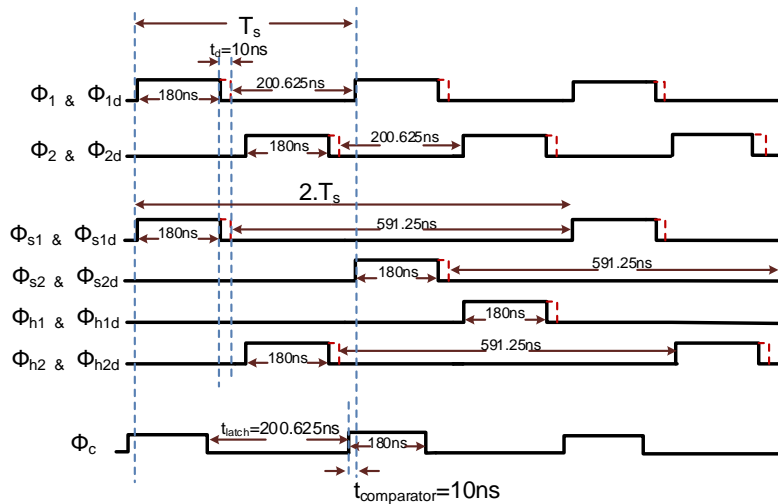 Tₛ
t_d=10ns
Φ₁ & Φ₁d
180ns
200.625ns
Φ₂ & Φ₂d
180ns
200.625ns
2.Tₛ
Φs1 & Φs1d
180ns
591.25ns
Φs2 & Φs2d
180ns
591.25ns
Φh1 & Φh1d
180ns
Φh2 & Φh2d
180ns
591.25ns
Φc
tlatch=200.625ns
180ns
tcomparator=10ns